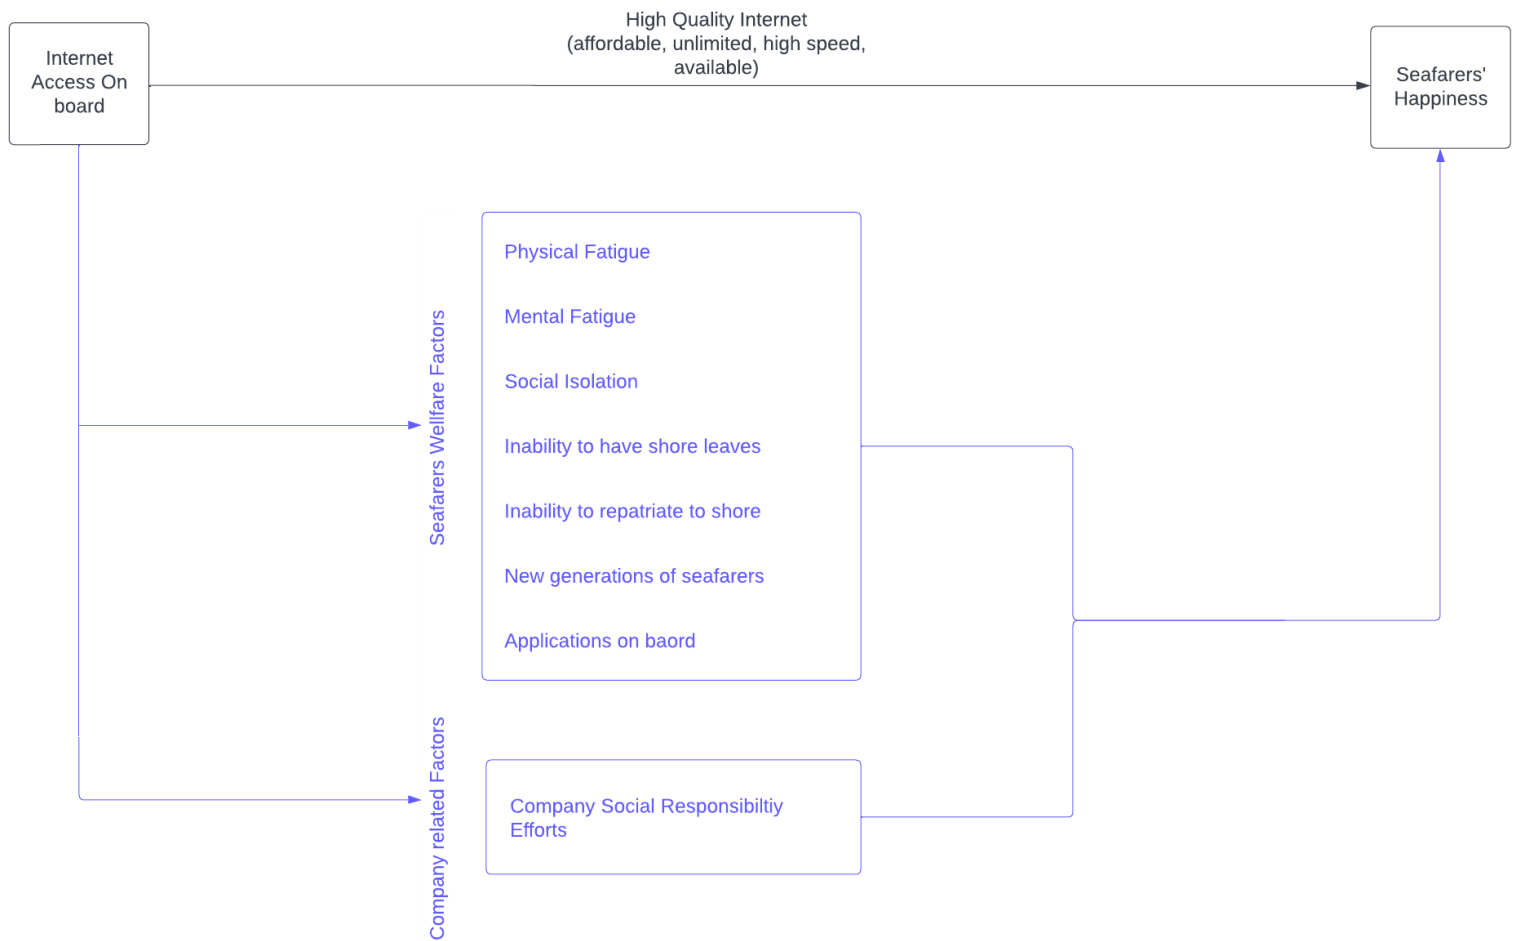 Internet
Access On
board
High Quality Internet
(affordable, unlimited, high speed,
available)
Seafarers'
Happiness
Seafarers Wellfare Factors
Physical Fatigue
Mental Fatigue
Social Isolation
Inability to have shore leaves
Inability to repatriate to shore
New generations of seafarers
Applications on baord
Company related Factors
Company Social Responsibiltiy
Efforts